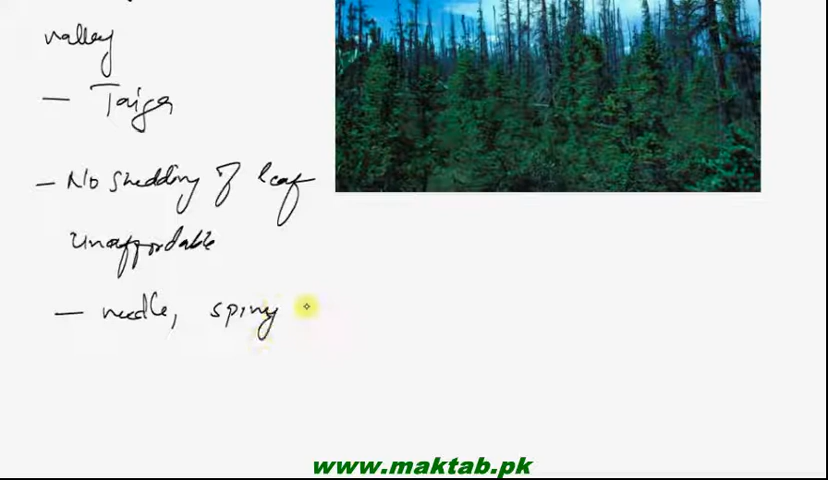 valley
— Taiga
— No shedding of leaf
unaffordable
— needle, spiny
www.maktab.pk